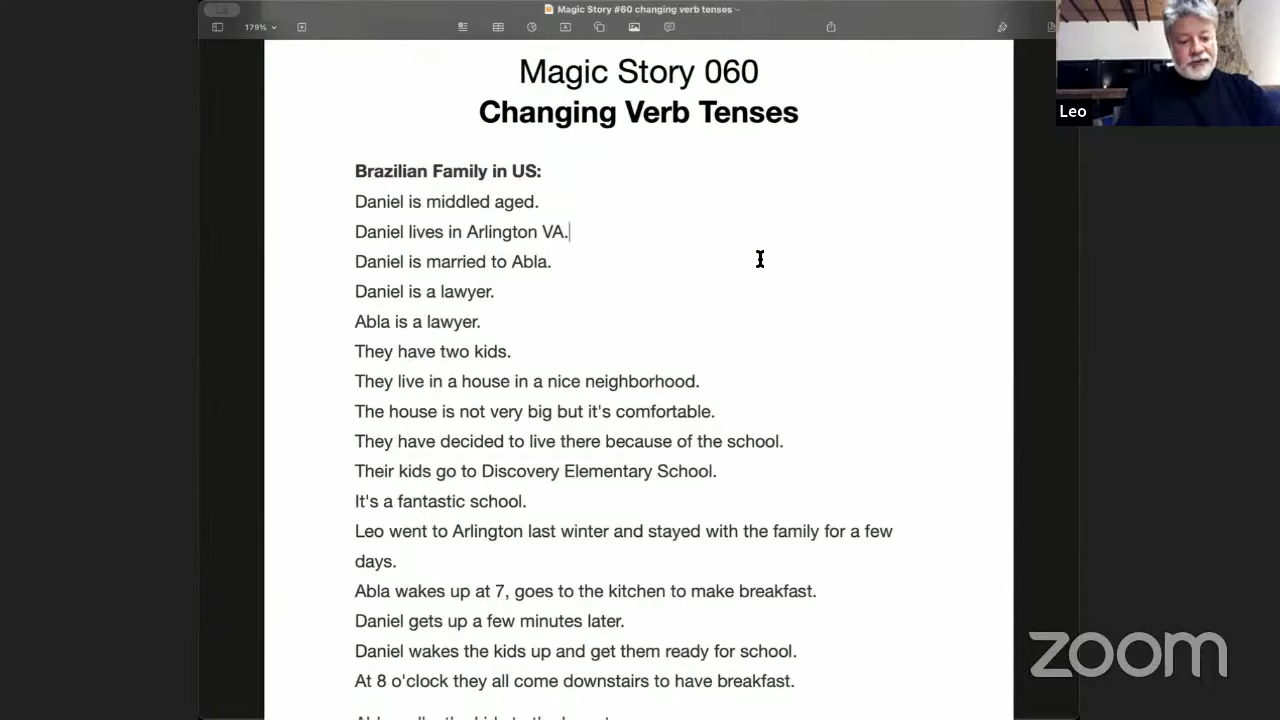 Magic Story #60 changing verb tenses
179%
Magic Story 060
Changing Verb Tenses
Brazilian Family in US:
Daniel is middled aged.
Daniel lives in Arlington VA.
Daniel is married to Abla.
Daniel is a lawyer.
Abla is a lawyer.
They have two kids.
They live in a house in a nice neighborhood.
The house is not very big but it's comfortable.
They have decided to live there because of the school.
Their kids go to Discovery Elementary School.
It's a fantastic school.
Leo went to Arlington last winter and stayed with the family for a few
days.
Abla wakes up at 7, goes to the kitchen to make breakfast.
Daniel gets up a few minutes later.
Daniel wakes the kids up and get them ready for school.
At 8 o'clock they all come downstairs to have breakfast.
Leo
zoom